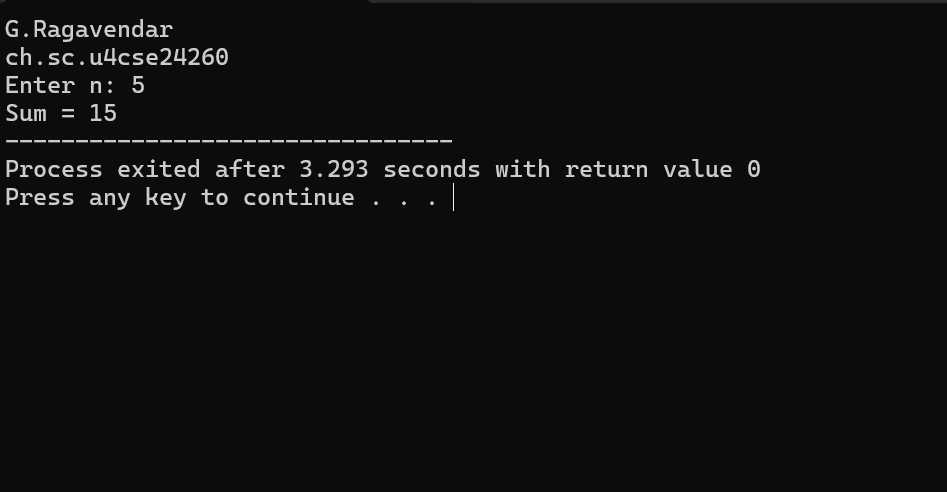 G.Ragavendar
ch.sc.u4cse24260
Enter n: 5
Sum = 15
--------------------------------
Process exited after 3.293 seconds with return value 0
Press any key to continue . . .